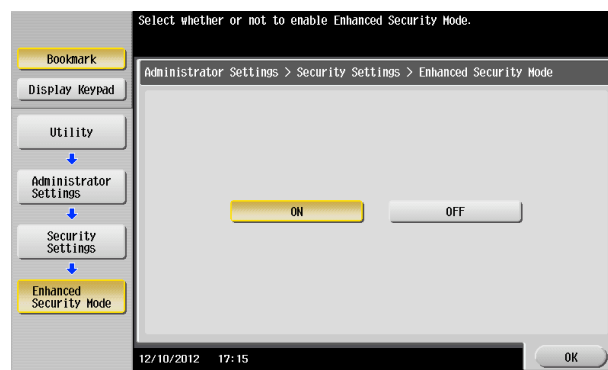 Select whether or not to enable Enhanced Security Mode.
Bookmark
Display Keypad
Administrator Settings > Security Settings > Enhanced Security Mode
Utility
Administrator
Settings
Security
Settings
Enhanced
Security Mode
ON
OFF
12/10/2012 17:15
OK